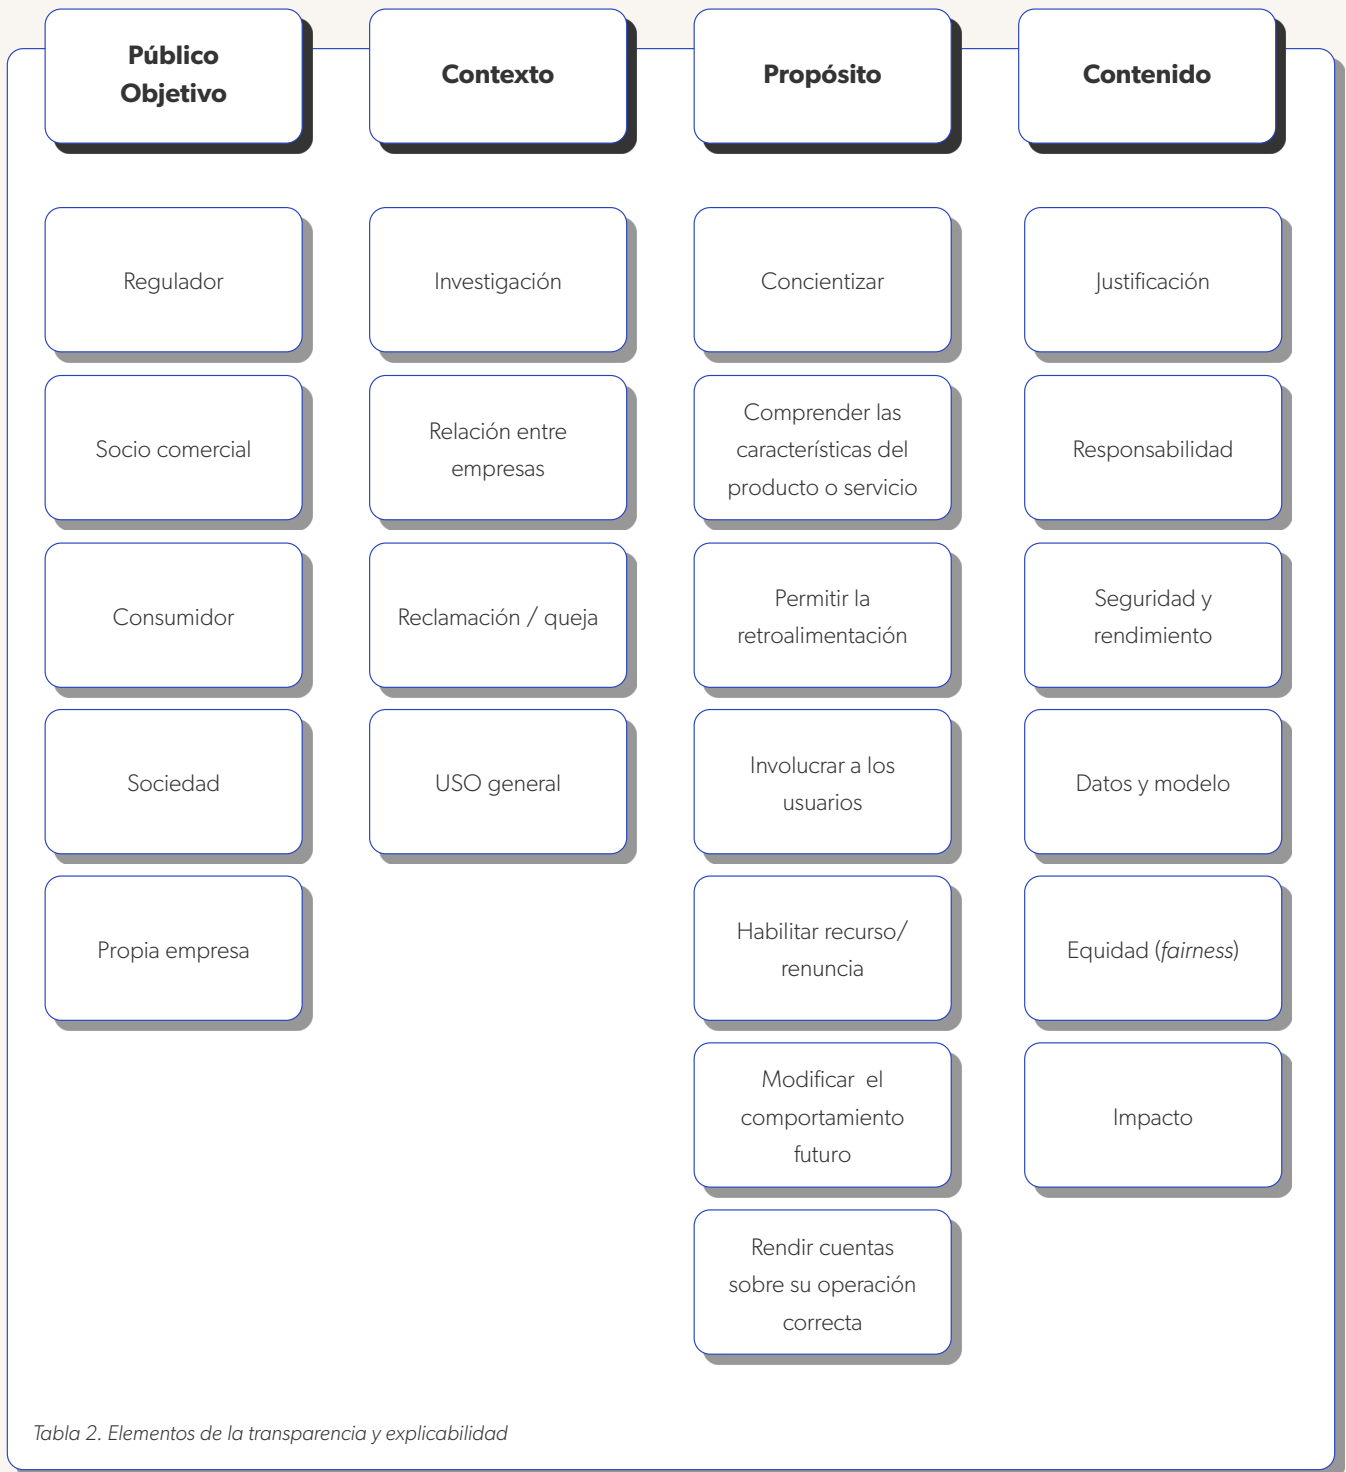 Público
Objetivo
Contexto
Propósito
Contenido
Regulador
Investigación
Concientizar
Justificación
Socio comercial
Relación entre
empresas
Comprender las
características del
producto o servicio
Responsabilidad
Consumidor
Reclamación / queja
Permitir la
retroalimentación
Seguridad y
rendimiento
Sociedad
USO general
Involucrar a los
usuarios
Datos y modelo
Propia empresa
Habilitar recurso/
renuncia
Equidad (fairness)
Modificar  el
comportamiento
futuro
Impacto
Rendir cuentas
sobre su operación
correcta
Tabla 2. Elementos de la transparencia y explicabilidad